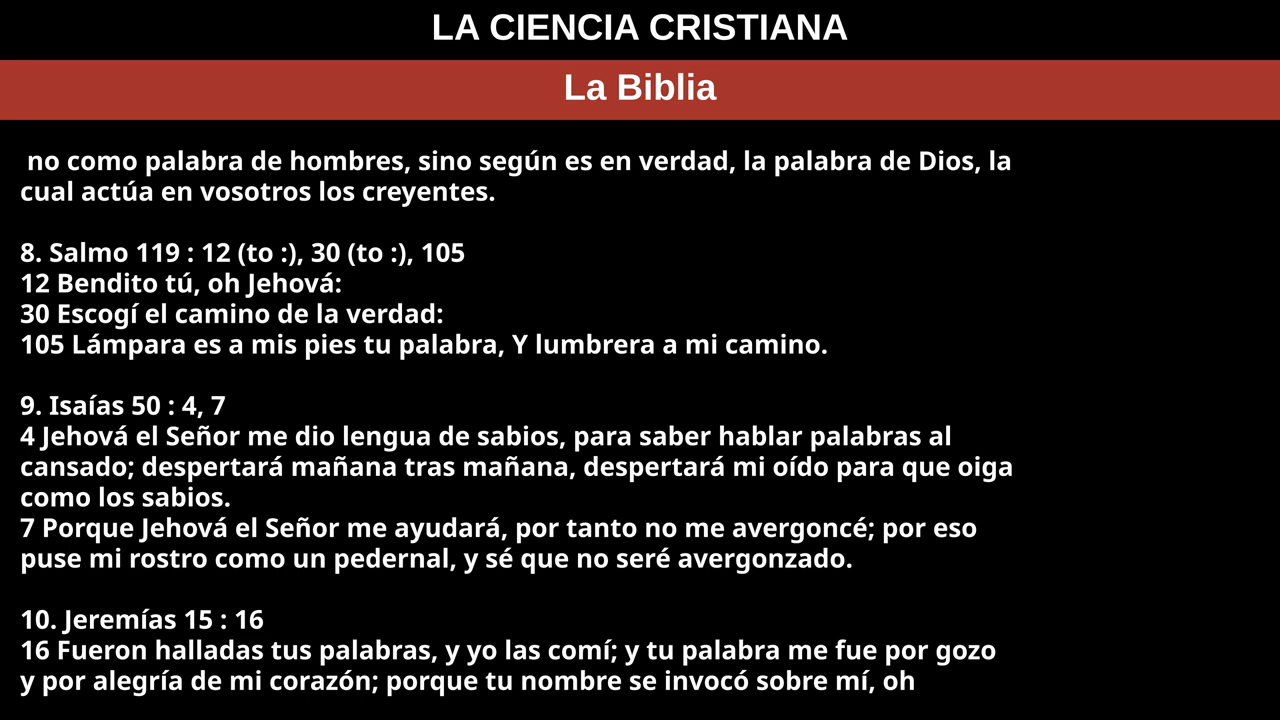 LA CIENCIA CRISTIANA
La Biblia
no como palabra de hombres, sino según es en verdad, la palabra de Dios, la
cual actúa en vosotros los creyentes.
8. Salmo 119 : 12 (to :), 30 (to :), 105
12 Bendito tú, oh Jehová:
30 Escogí el camino de la verdad:
105 Lámpara es a mis pies tu palabra, Y lumbrera a mi camino.
9. Isaías 50 : 4, 7
4 Jehová el Señor me dio lengua de sabios, para saber hablar palabras al
cansado; despertará mañana tras mañana, despertará mi oído para que oiga
como los sabios.
7 Porque Jehová el Señor me ayudará, por tanto no me avergoncé; por eso
puse mi rostro como un pedernal, y sé que no seré avergonzado.
10. Jeremías 15 : 16
16 Fueron halladas tus palabras, y yo las comí; y tu palabra me fue por gozo
y por alegría de mi corazón; porque tu nombre se invocó sobre mí, oh